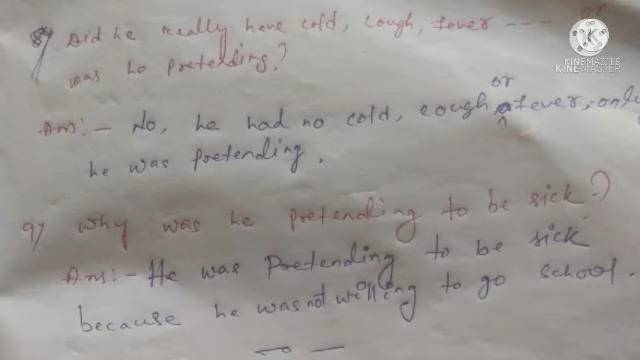 8) Did he really have cold, cough, fever --- or
was he pretending?
Ans:- No, he had no cold, cough or fever, only
he was pretending.
9) Why was he pretending to be sick?
Ans:- He was Pretending to be sick
because he was not willing to go school.
KINEMASTER